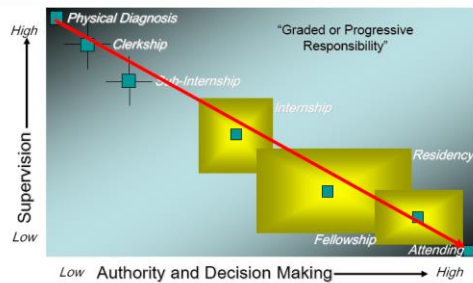 High
Physical Diagnosis
Clerkship
Sub-Internship
"Graded or Progressive
Responsibility"
Internship
Residency
Supervision
Low
Fellowship
Attending
Low
Authority and Decision Making
High